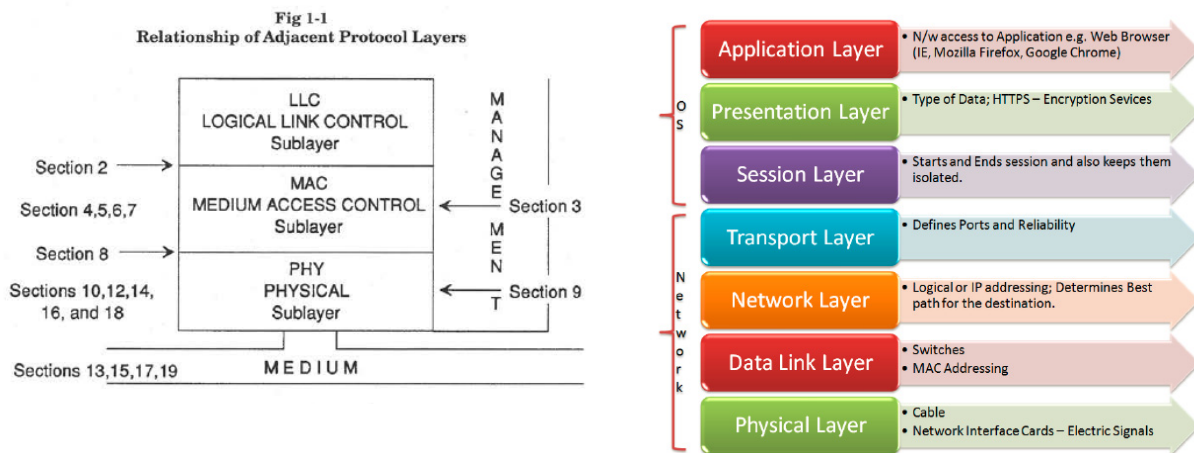 Fig 1-1
Relationship of Adjacent Protocol Layers
LLC
LOGICAL LINK CONTROL
Sublayer
MAC
MEDIUM ACCESS CONTROL
Sublayer
PHY
PHYSICAL
Sublayer
MEDIUM
Section 2
Section 4,5,6,7
Section 8
Sections 10,12,14,
16, and 18
Sections 13,15,17,19
MANAGEMENT
Section 3
Section 9
OS
Network
Application Layer
• N/w access to Application e.g. Web Browser
(IE, Mozilla Firefox, Google Chrome)
Presentation Layer
• Type of Data; HTTPS – Encryption Sevices
Session Layer
• Starts and Ends session and also keeps them
isolated.
Transport Layer
• Defines Ports and Reliability
Network Layer
• Logical or IP addressing; Determines Best
path for the destination.
Data Link Layer
• Switches
• MAC Addressing
Physical Layer
• Cable
• Network Interface Cards – Electric Signals